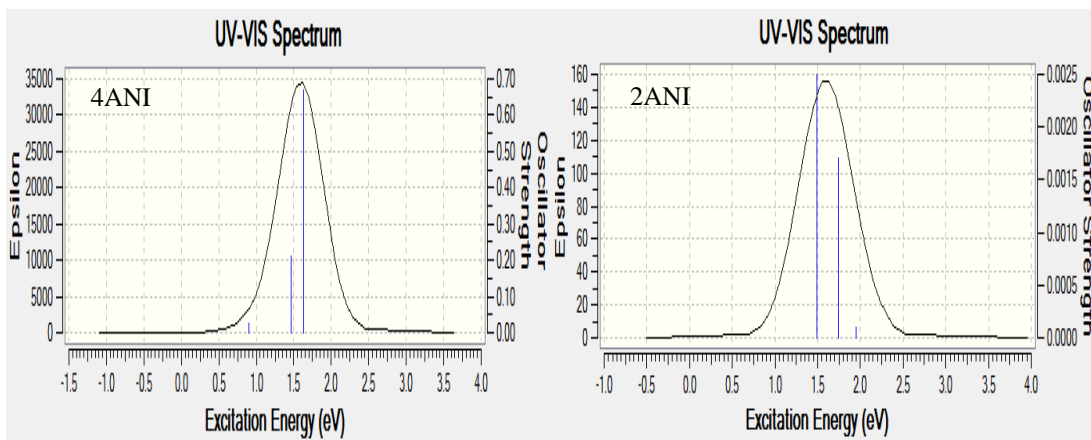 UV-VIS Spectrum
4ANI
Epsilon
35000
30000
25000
20000
15000
10000
5000
0
0.70
0.60
0.50
0.40
0.30
0.20
0.10
0.00
Oscillator
Strength
-1.5 -1.0 -0.5 0.0 0.5 1.0 1.5 2.0 2.5 3.0 3.5 4.0
Excitation Energy (eV)
UV-VIS Spectrum
2ANI
Epsilon
160
140
120
100
80
60
40
20
0
0.0025
0.0020
0.0015
0.0010
0.0005
0.0000
Oscillator Strength
-1.0 -0.5 0.0 0.5 1.0 1.5 2.0 2.5 3.0 3.5 4.0
Excitation Energy (eV)